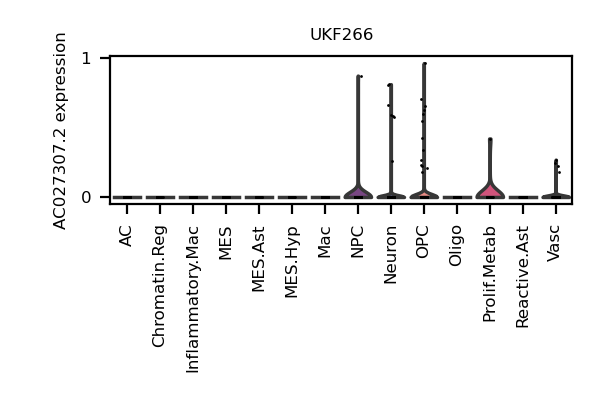 UKF266
AC027307.2 expression
1
0
AC
Chromatin.Reg
Inflammatory.Mac
MES
MES.Ast
MES.Hyp
Mac
NPC
Neuron
OPC
Oligo
Prolif.Metab
Reactive.Ast
Vasc